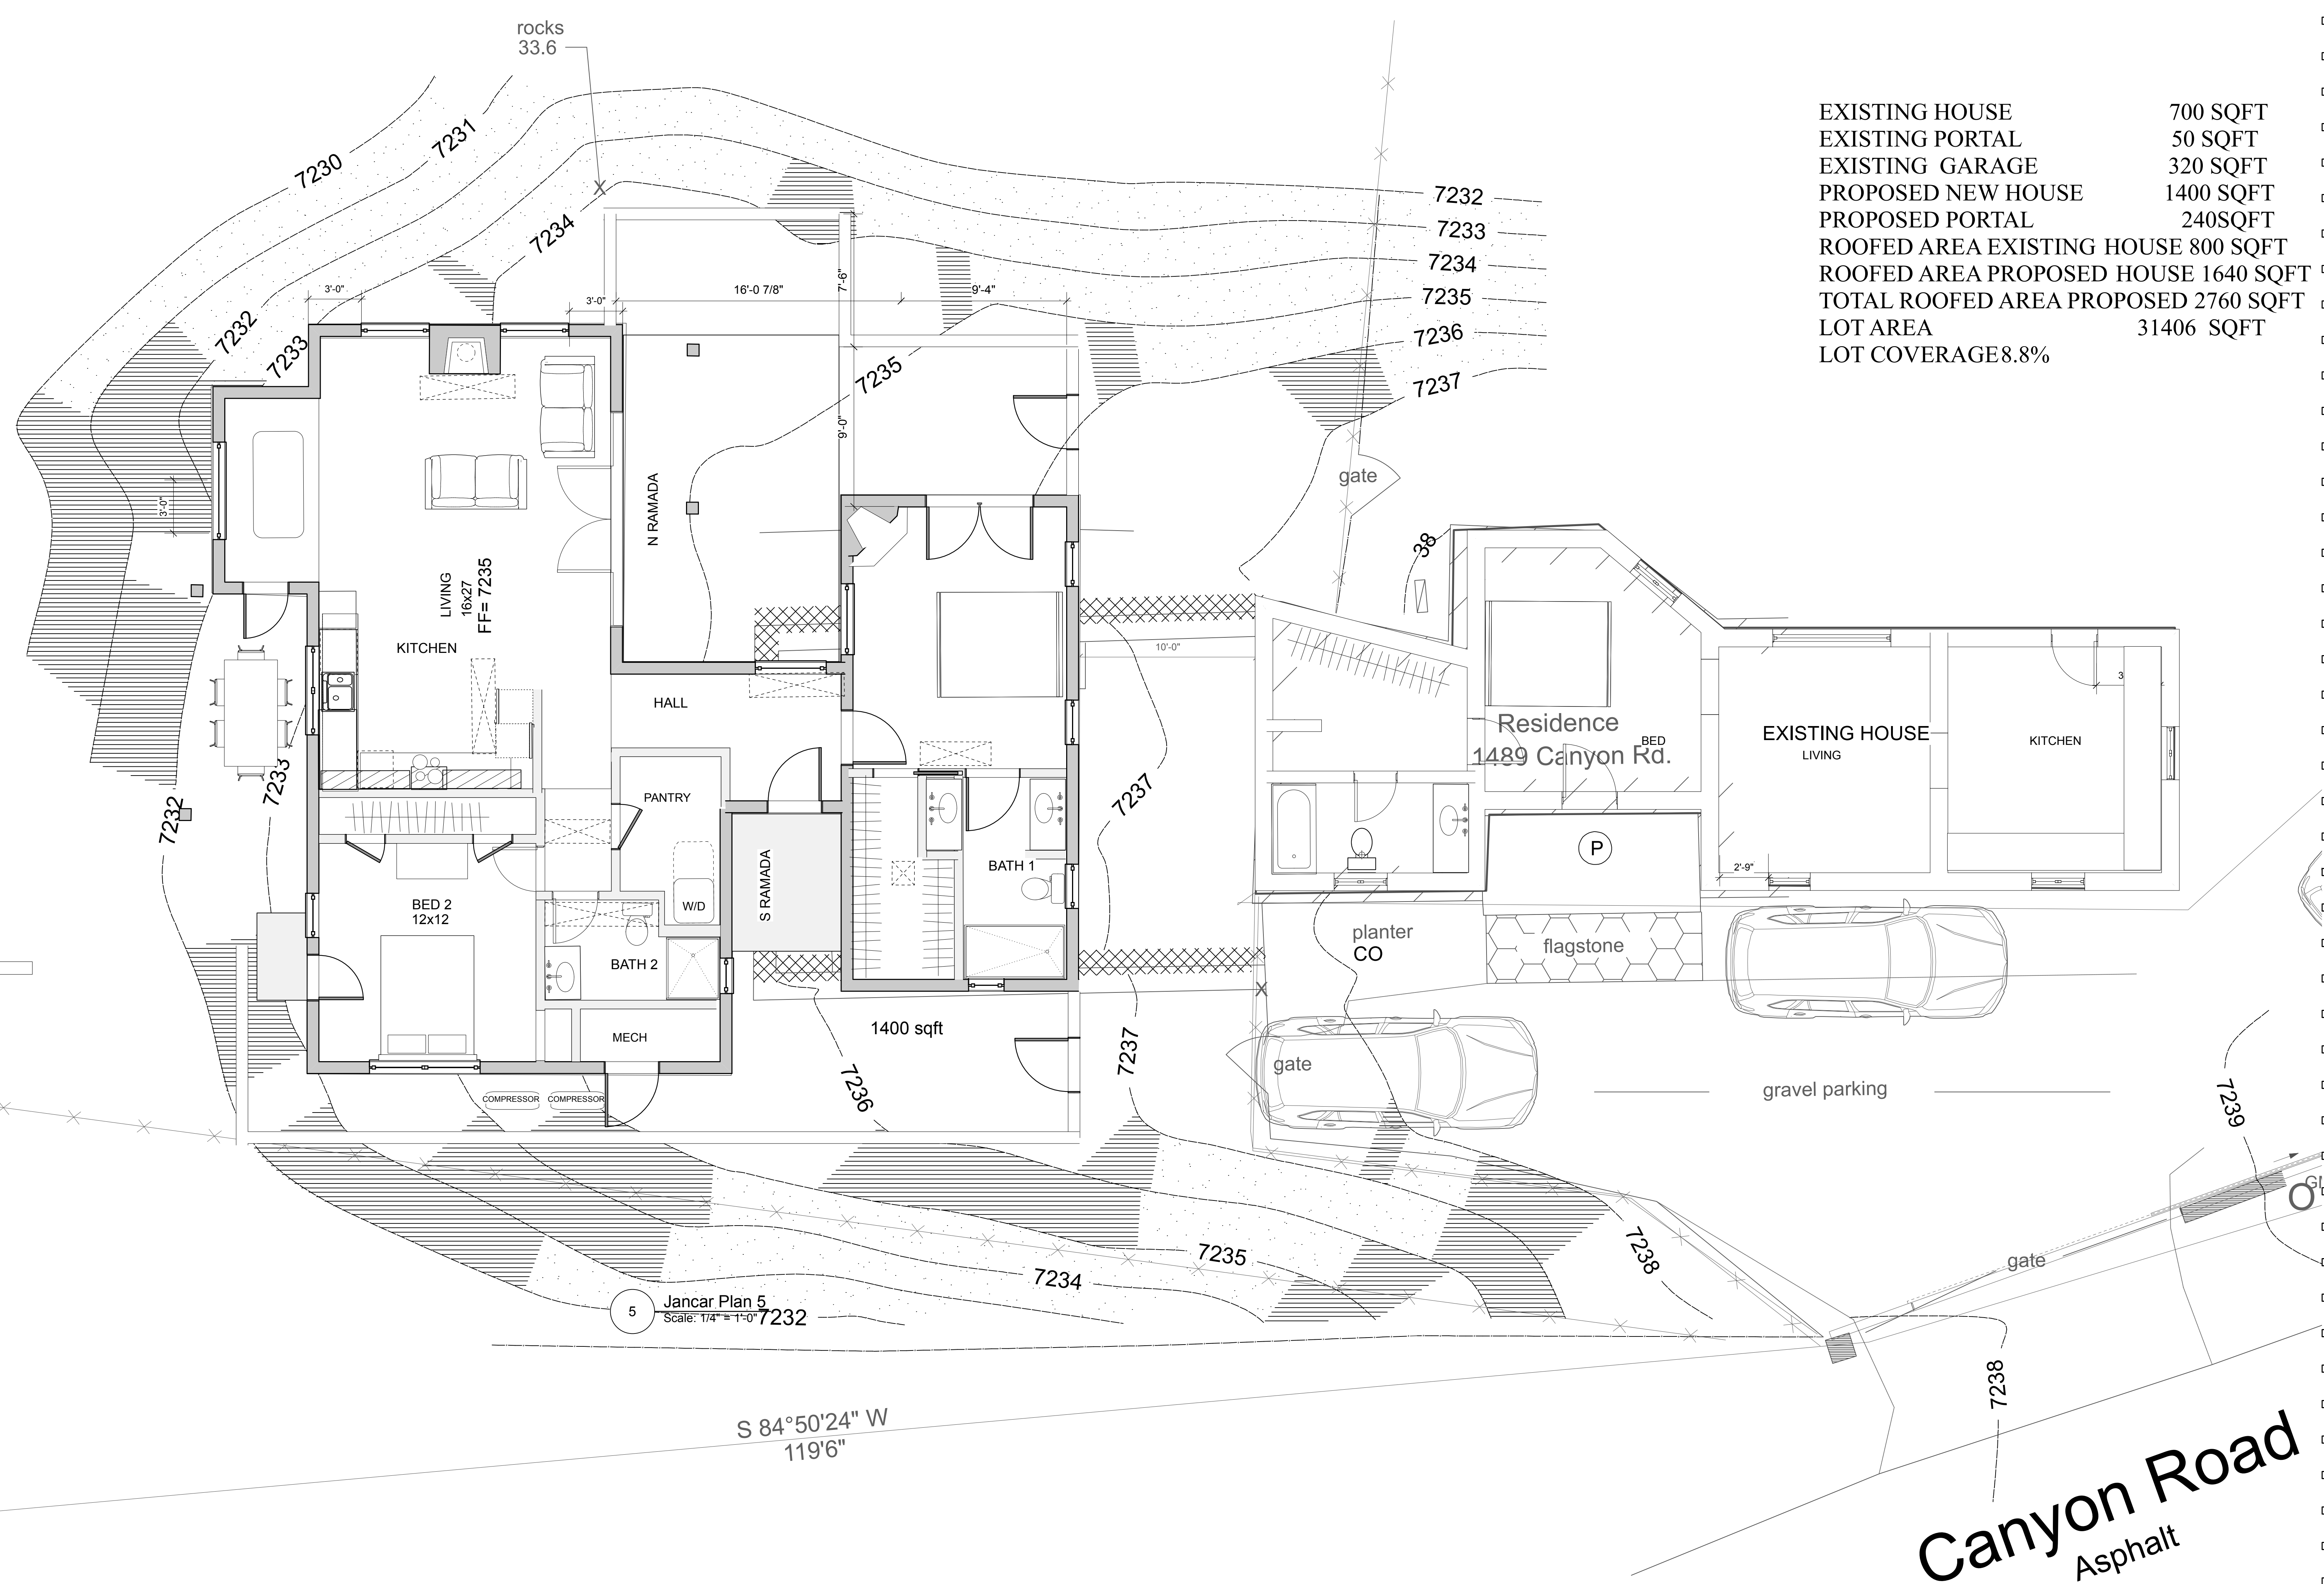 rocks
33.6
EXISTING HOUSE 700 SQFT
EXISTING PORTAL 50 SQFT
EXISTING GARAGE 320 SQFT
PROPOSED NEW HOUSE 1400 SQFT
PROPOSED PORTAL 240SQFT
ROOFED AREA EXISTING HOUSE 800 SQFT
ROOFED AREA PROPOSED HOUSE 1640 SQFT
TOTAL ROOFED AREA PROPOSED 2760 SQFT
LOT AREA 31406 SQFT
LOT COVERAGE8.8%
7230
7231
7234
7232
7233
7232
7233
7234
7235
7236
7237
3'-0"
3'-0"
16'-0 7/8"
7'-6"
9'-4"
7235
9'-0"
3'-0"
N RAMADA
LIVING
16x27
FF= 7235
KITCHEN
gate
38
10'-0"
HALL
Residence
1489 Canyon Rd.
BED
EXISTING HOUSE
LIVING
KITCHEN
3
7233
7232
PANTRY
W/D
S RAMADA
BATH 1
7237
P
2'-9"
BED 2
12x12
BATH 2
MECH
planter
CO
flagstone
1400 sqft
7236
7237
COMPRESSOR
COMPRESSOR
gate
gravel parking
7239
7235
7234
7238
gate
GI
O
5
Jancar Plan 5
Scale: 1/4" = 1'-0"
7232
7238
S 84°50'24" W
119'6"
Canyon Road
Asphalt